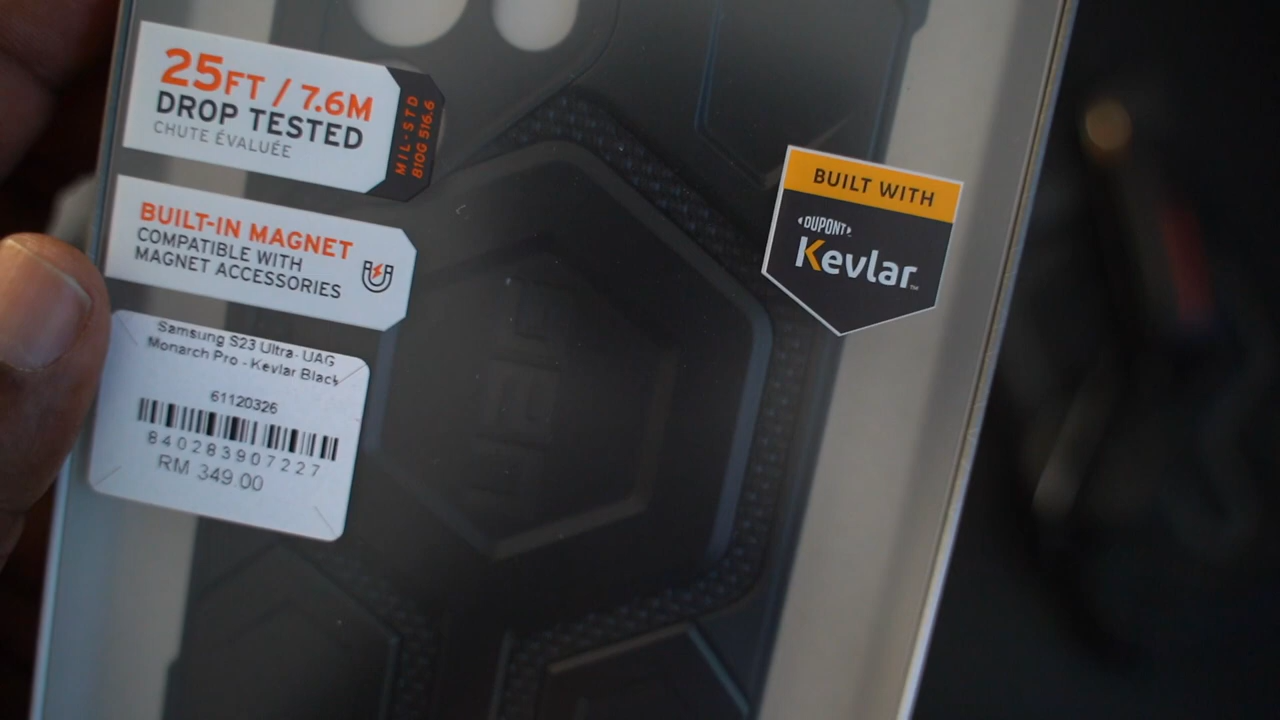 25FT / 7.6M
DROP TESTED
CHUTE ÉVALUÉE
MIL-STD
810G 516.6
BUILT-IN MAGNET
COMPATIBLE WITH
MAGNET ACCESSORIES
Samsung S23 Ultra- UAG
Monarch Pro - Kevlar Black
61120326
840283907227
RM 349.00
BUILT WITH
DUPONT
Kevlar™